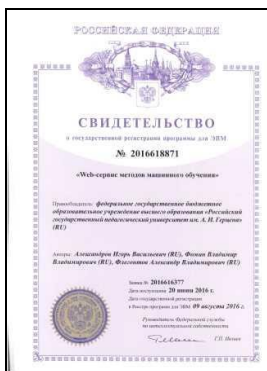 РОССИЙСКАЯ ФЕДЕРАЦИЯ
СВИДЕТЕЛЬСТВО
о государственной регистрации программы для ЭВМ
№ 2016618871
«Web-сервис методов машинного обучения»
Правообладатель: федеральное государственное бюджетное
образовательное учреждение высшего образования «Российский
государственный педагогический университет им. А. И. Герцена»
(RU)
Авторы: Александров Игорь Васильевич (RU), Фомин Владимир
Владимирович (RU), Флегонтов Александр Владимирович (RU)
Заявка № 2016616377
Дата поступления 20 июня 2016 г.
Дата государственной регистрации
в Реестре программ для ЭВМ 09 августа 2016 г.
Руководитель Федеральной службы
по интеллектуальной собственности
Г.П. Ивлиев